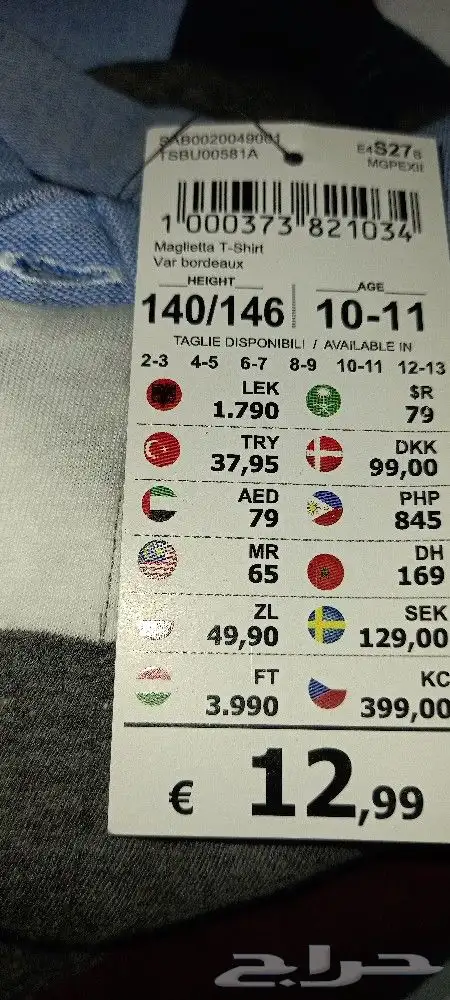 SAB0020049001 E4S27S
TSBU00581A MGPEXII
1 000373 821034
Maglietta T-Shirt
Var bordeaux
HEIGHT AGE
140/146 10-11
TAGLIE DISPONIBILI / AVAILABLE IN
2-3 4-5 6-7 8-9 10-11 12-13
LEK $R
1.790 79
TRY DKK
37,95 99,00
AED PHP
79 845
MR DH
65 169
ZL SEK
49,90 129,00
FT KC
3.990 399,00
€ 12,99
حراج